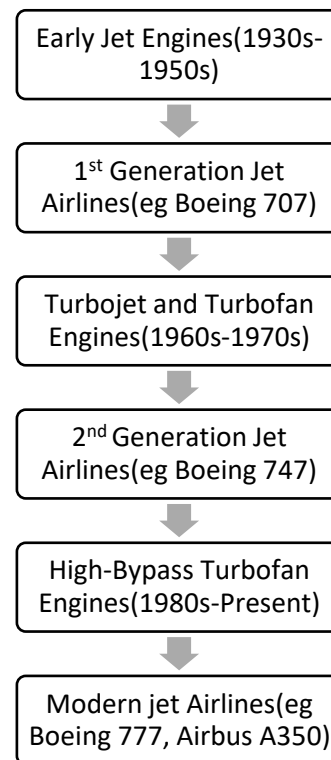 Early Jet Engines(1930s-
1950s)
1st Generation Jet
Airlines(eg Boeing 707)
Turbojet and Turbofan
Engines(1960s-1970s)
2nd Generation Jet
Airlines(eg Boeing 747)
High-Bypass Turbofan
Engines(1980s-Present)
Modern jet Airlines(eg
Boeing 777, Airbus A350)